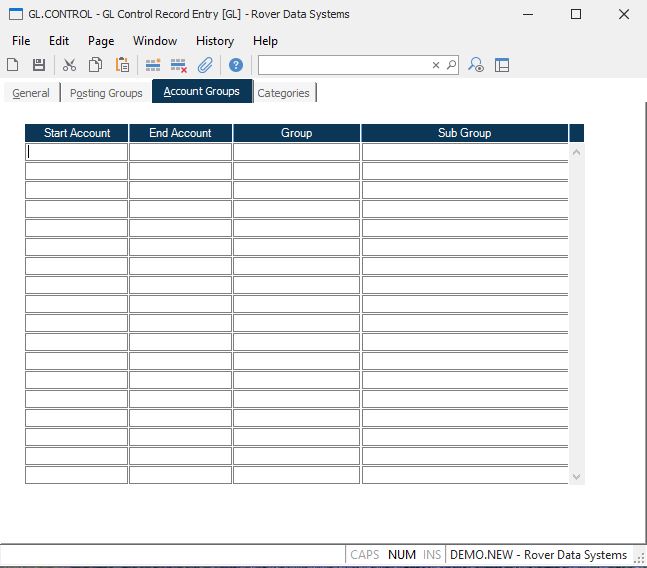 GL.CONTROL - GL Control Record Entry [GL] - Rover Data Systems
File Edit Page Window History Help
General Posting Groups Account Groups Categories
Start Account End Account Group Sub Group
CAPS NUM INS DEMO.NEW - Rover Data Systems